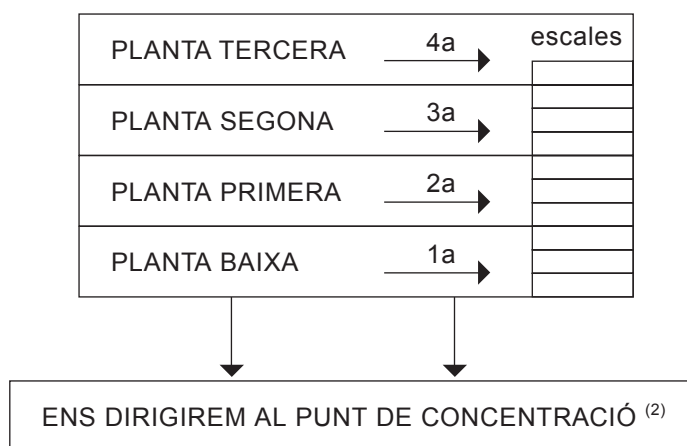 PLANTA TERCERA 4a escales
PLANTA SEGONA 3a
PLANTA PRIMERA 2a
PLANTA BAIXA 1a
ENS DIRIGIREM AL PUNT DE CONCENTRACIÓ (2)